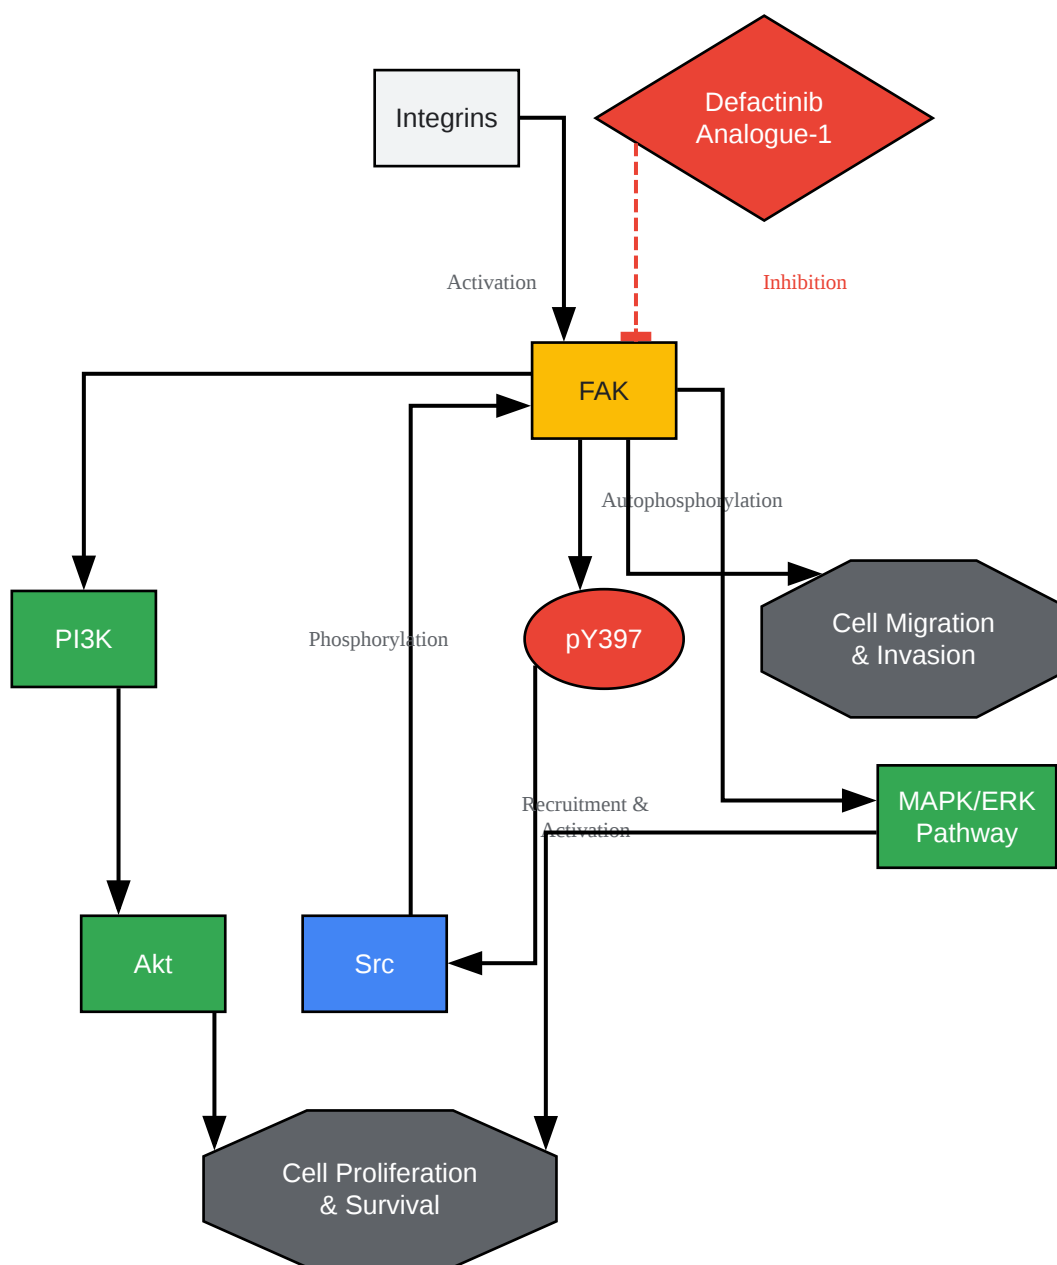 Integrins
Defactinib
Analogue-1
Activation
Inhibition
FAK
Autophosphorylation
PI3K
Phosphorylation
pY397
Cell Migration
& Invasion
Recruitment &
Activation
MAPK/ERK
Pathway
Akt
Src
Cell Proliferation
& Survival